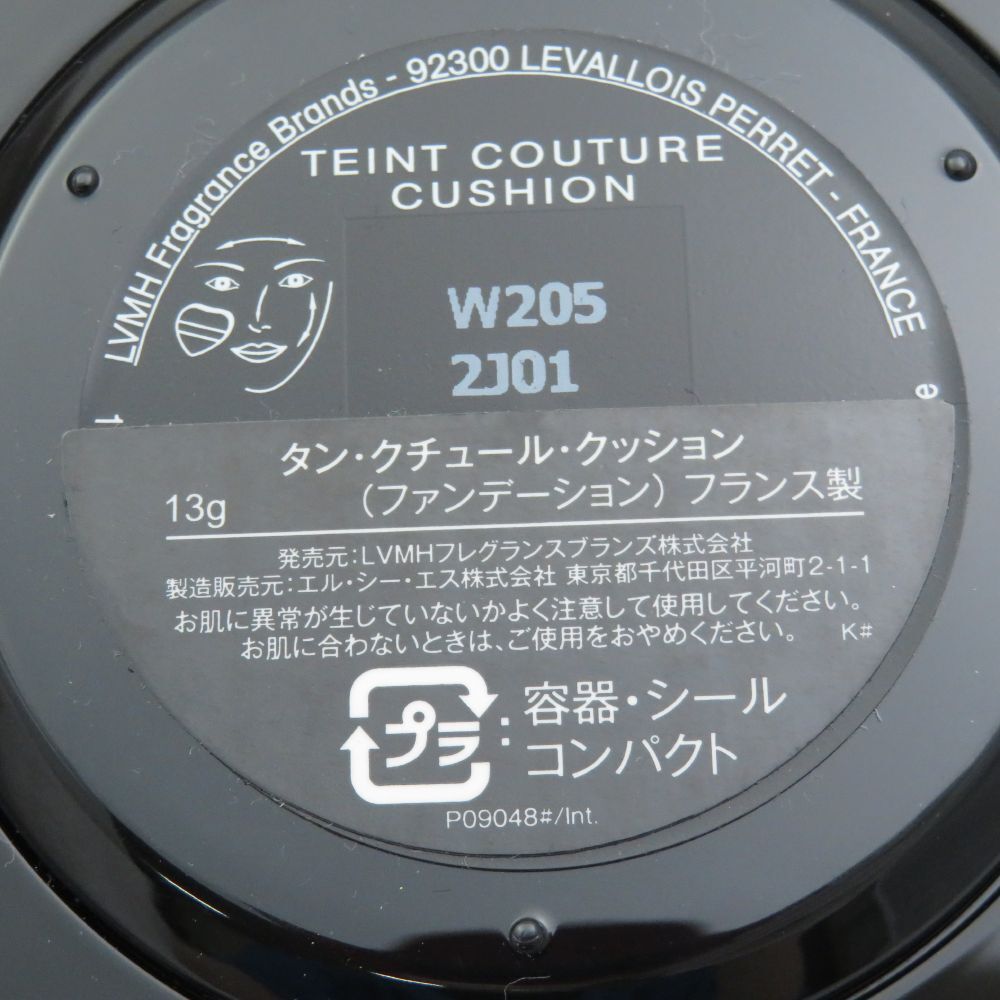 LVMH Fragrance Brands - 92300 LEVALLOIS PERRET - FRANCE
TEINT COUTURE
CUSHION
W205
2J01
タン・クチュール・クッション
13g (ファンデーション) フランス製
発売元:LVMHフレグランスブランズ株式会社
製造販売元:エル・シー・エス株式会社 東京都千代田区平河町2-1-1
お肌に異常が生じていないかよく注意して使用してください。
お肌に合わないときは、ご使用をおやめください。 K#
プラ : 容器・シール
コンパクト
P09048#/Int.